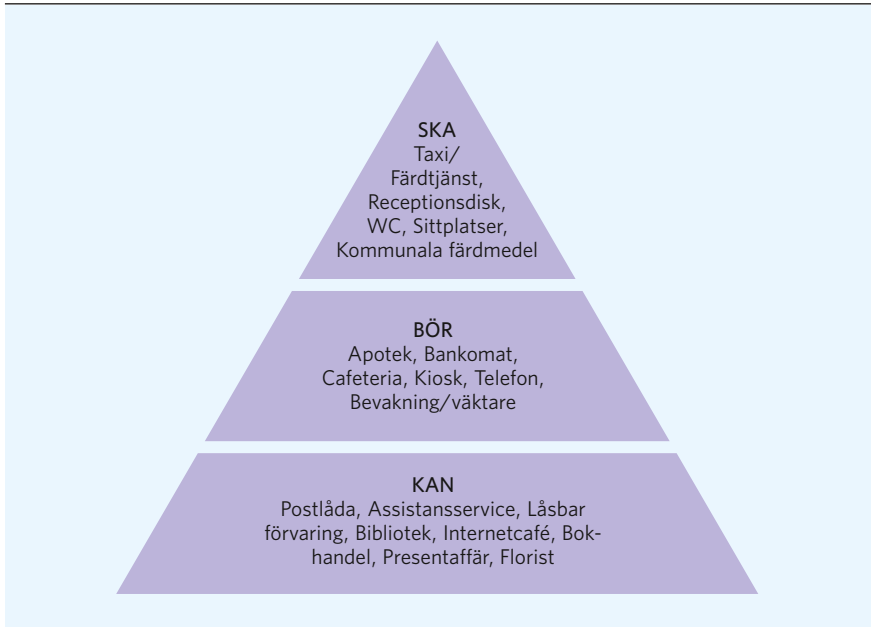 SKA
Taxi/
Färdtjänst,
Receptionsdisk,
WC, Sittplatser,
Kommunala färdmedel
BÖR
Apotek, Bankomat,
Cafeteria, Kiosk, Telefon,
Bevakning/väktare
KAN
Postlåda, Assistansservice, Låsbar
förvaring, Bibliotek, Internetcafé, Bok-
handel, Presentaffär, Florist